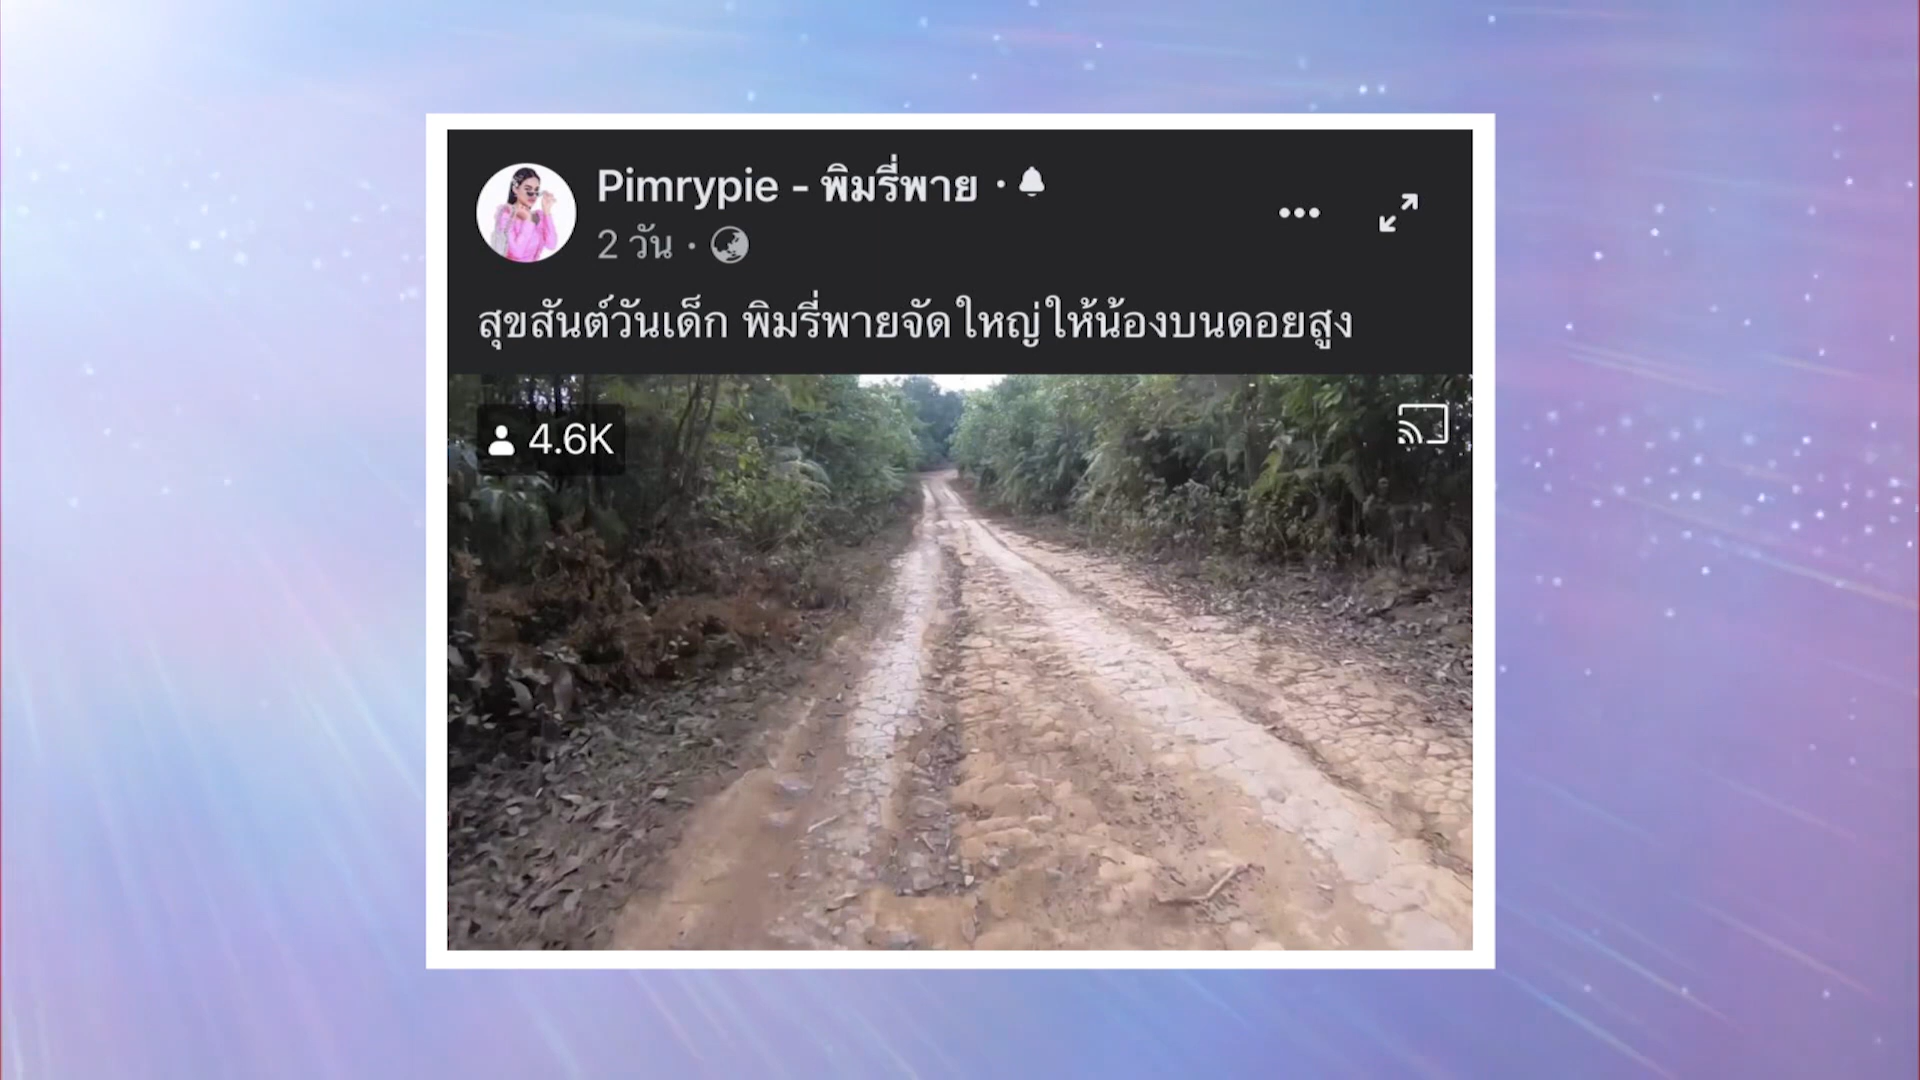 Pimrypie - พิมรี่พาย ·
2 วัน ·
สุขสันต์วันเด็ก พิมรี่พายจัดใหญ่ให้น้องบนดอยสูง
4.6K